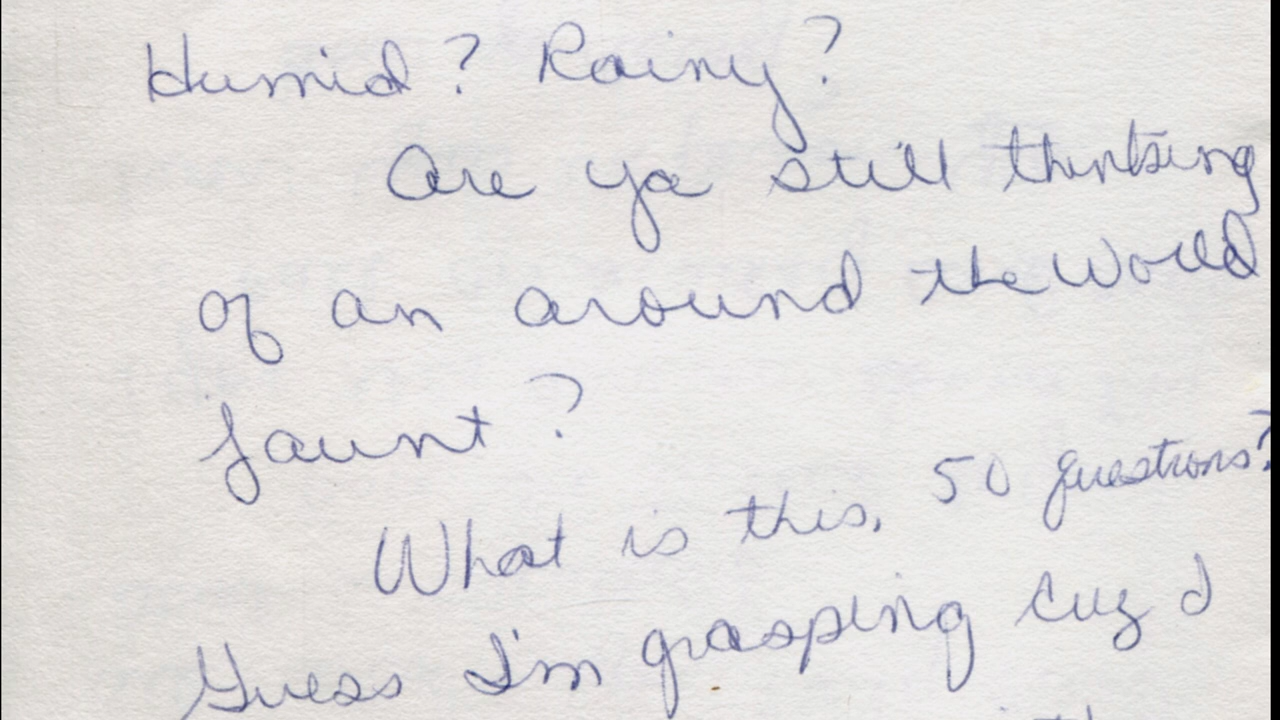 Humid? Rainy?
Are ya still thinking
of an around the World
jaunt?
What is this, 50 questions?
Guess I'm grasping cuz I